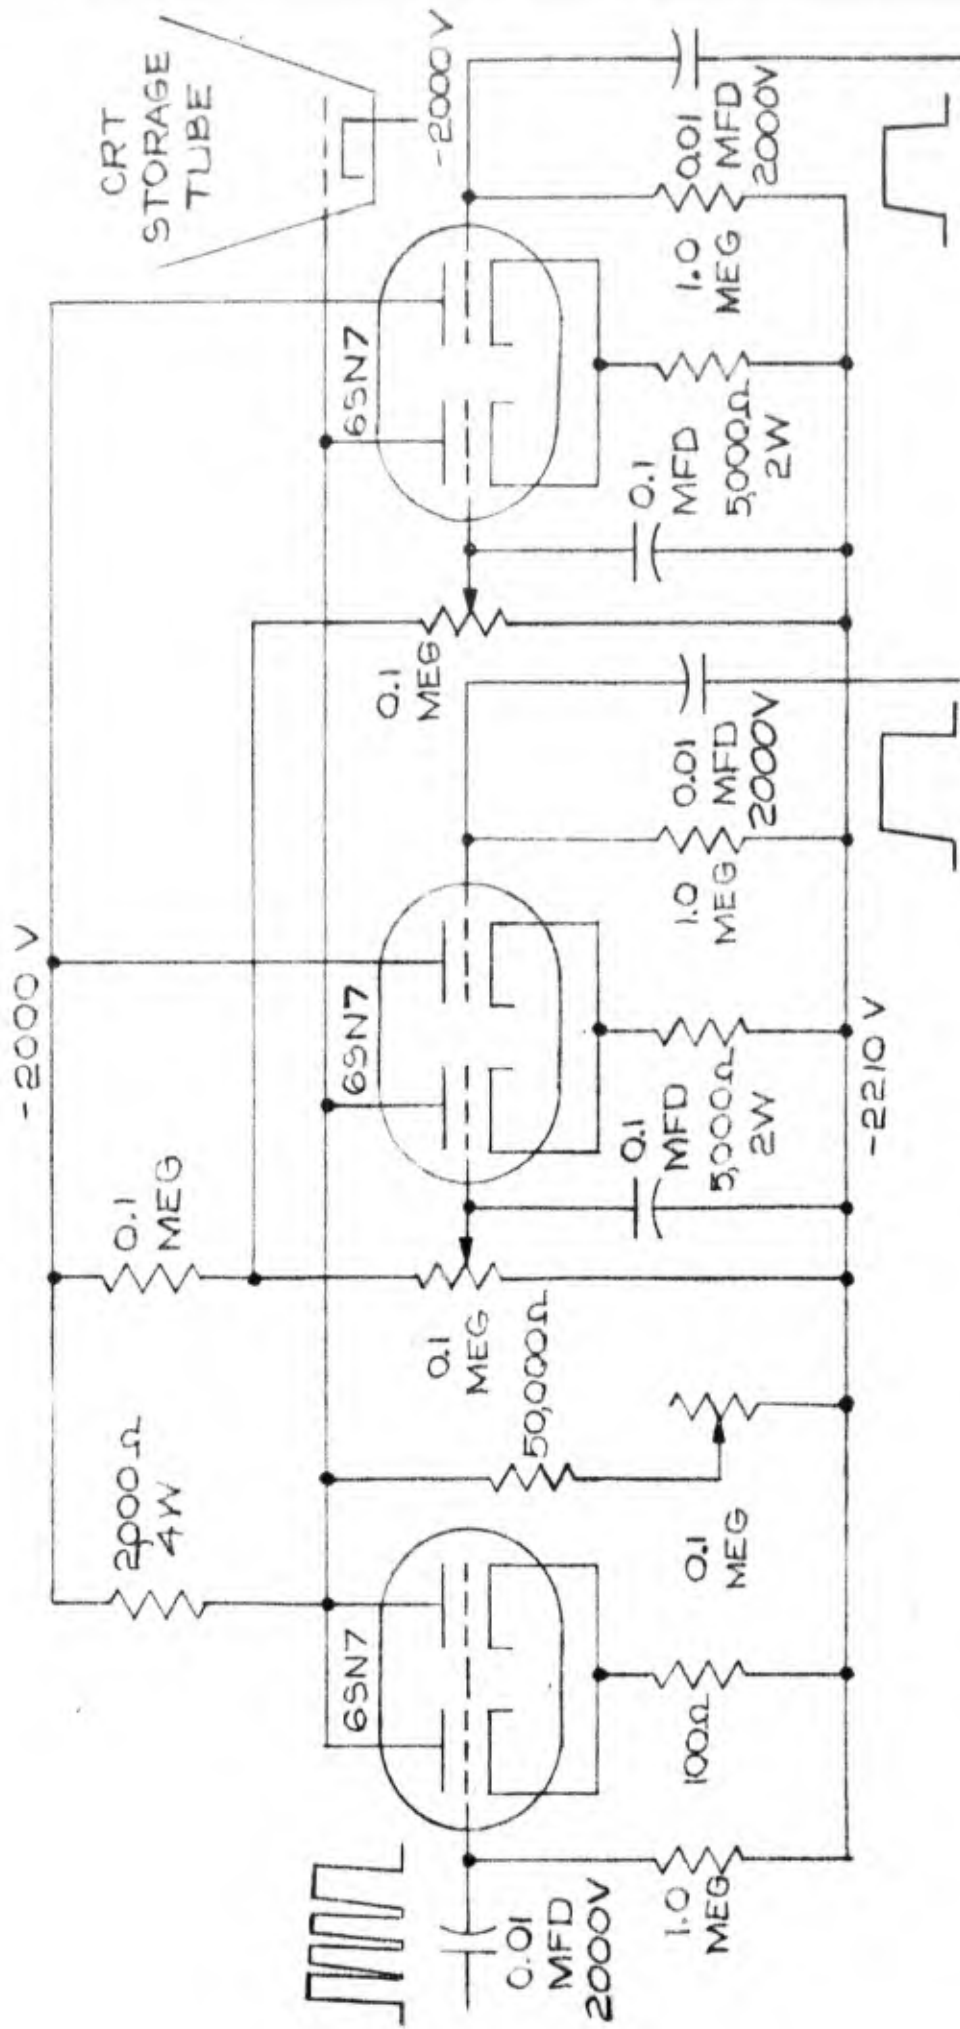 -2000 V
CRT
STORAGE
TUBE
-2000V
2,000Ω
4W
0.1
MEG
6SN7
6SN7
6SN7
0.01
MFD
2000V
1.0
MEG
100Ω
0.1
MEG
50,000Ω
0.1
MEG
0.1
MFD
5,000Ω
2W
1.0
MEG
0.01
MFD
2000V
0.1
MEG
0.1
MFD
5,000Ω
2W
1.0
MEG
0.01
MFD
2000V
-2210 V